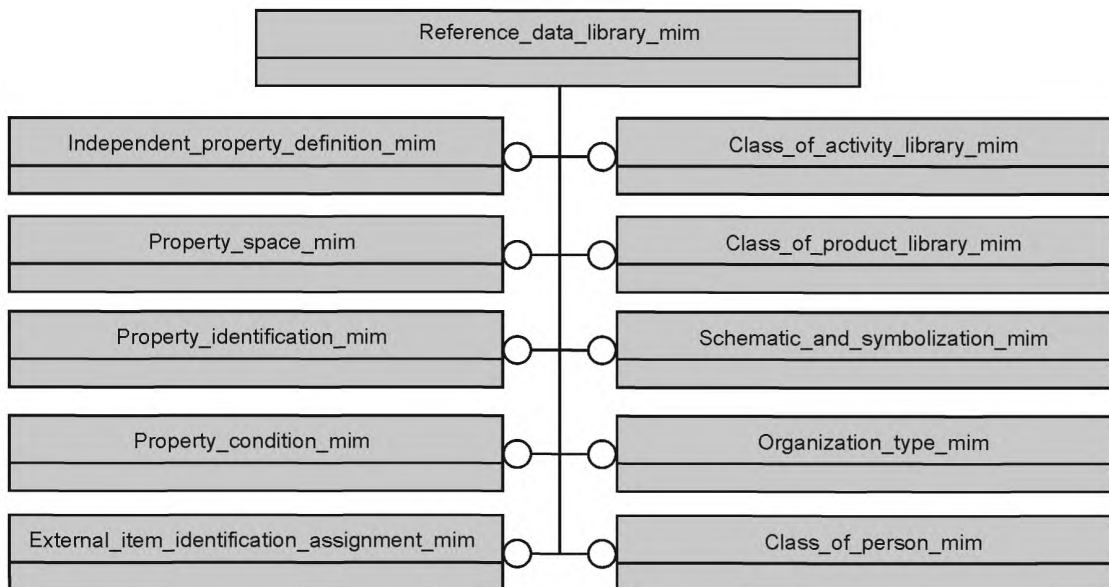 Reference_data_library_mim
Independent_property_definition_mim
Class_of_activity_library_mim
Property_space_mim
Class_of_product_library_mim
Property_identification_mim
Schematic_and_symbolization_mim
Property_condition_mim
Organization_type_mim
External_item_identification_assignment_mim
Class_of_person_mim